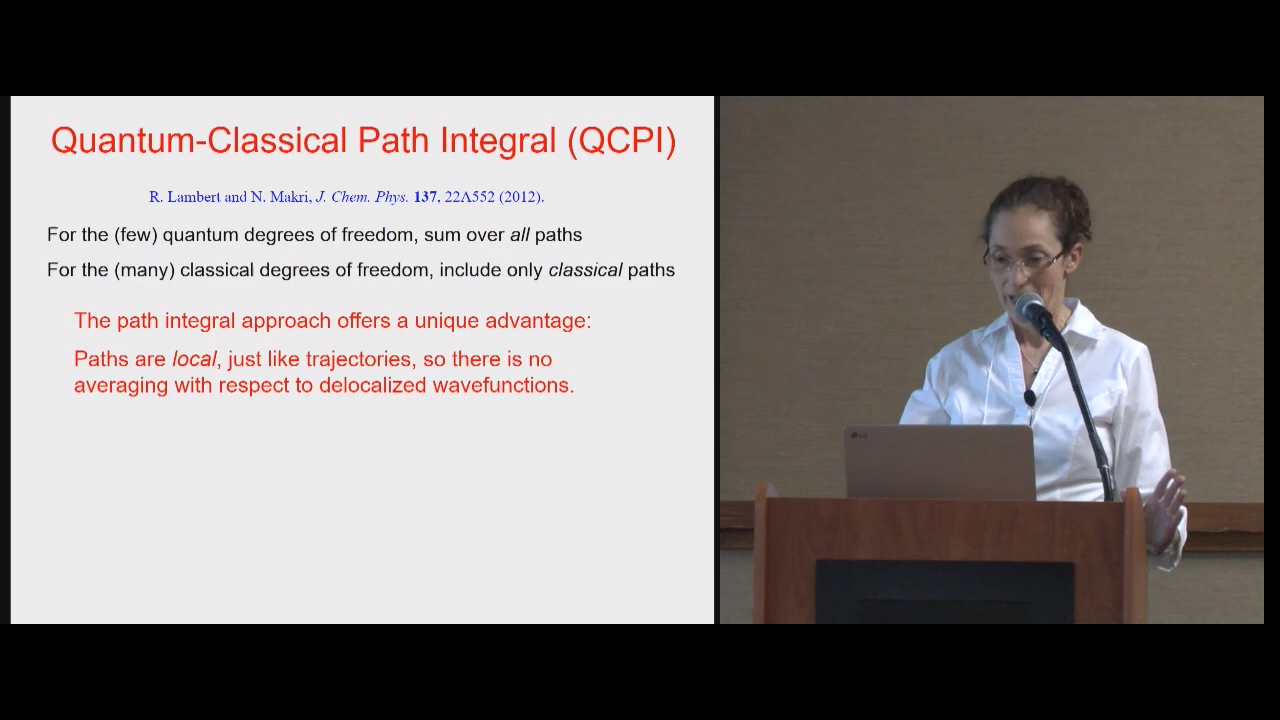 Quantum-Classical Path Integral (QCPI)
R. Lambert and N. Makri, J. Chem. Phys. 137, 22A552 (2012).
For the (few) quantum degrees of freedom, sum over all paths
For the (many) classical degrees of freedom, include only classical paths
The path integral approach offers a unique advantage:
Paths are local, just like trajectories, so there is no
averaging with respect to delocalized wavefunctions.
LG